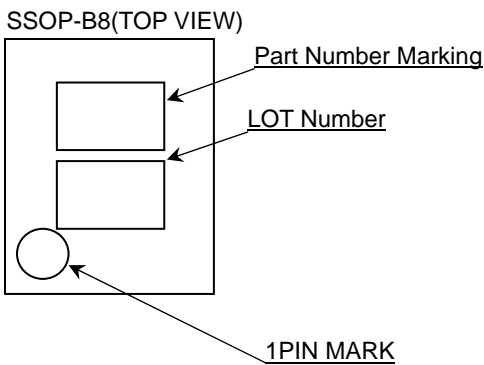 SSOP-B8(TOP VIEW)
Part Number Marking
LOT Number
1PIN MARK